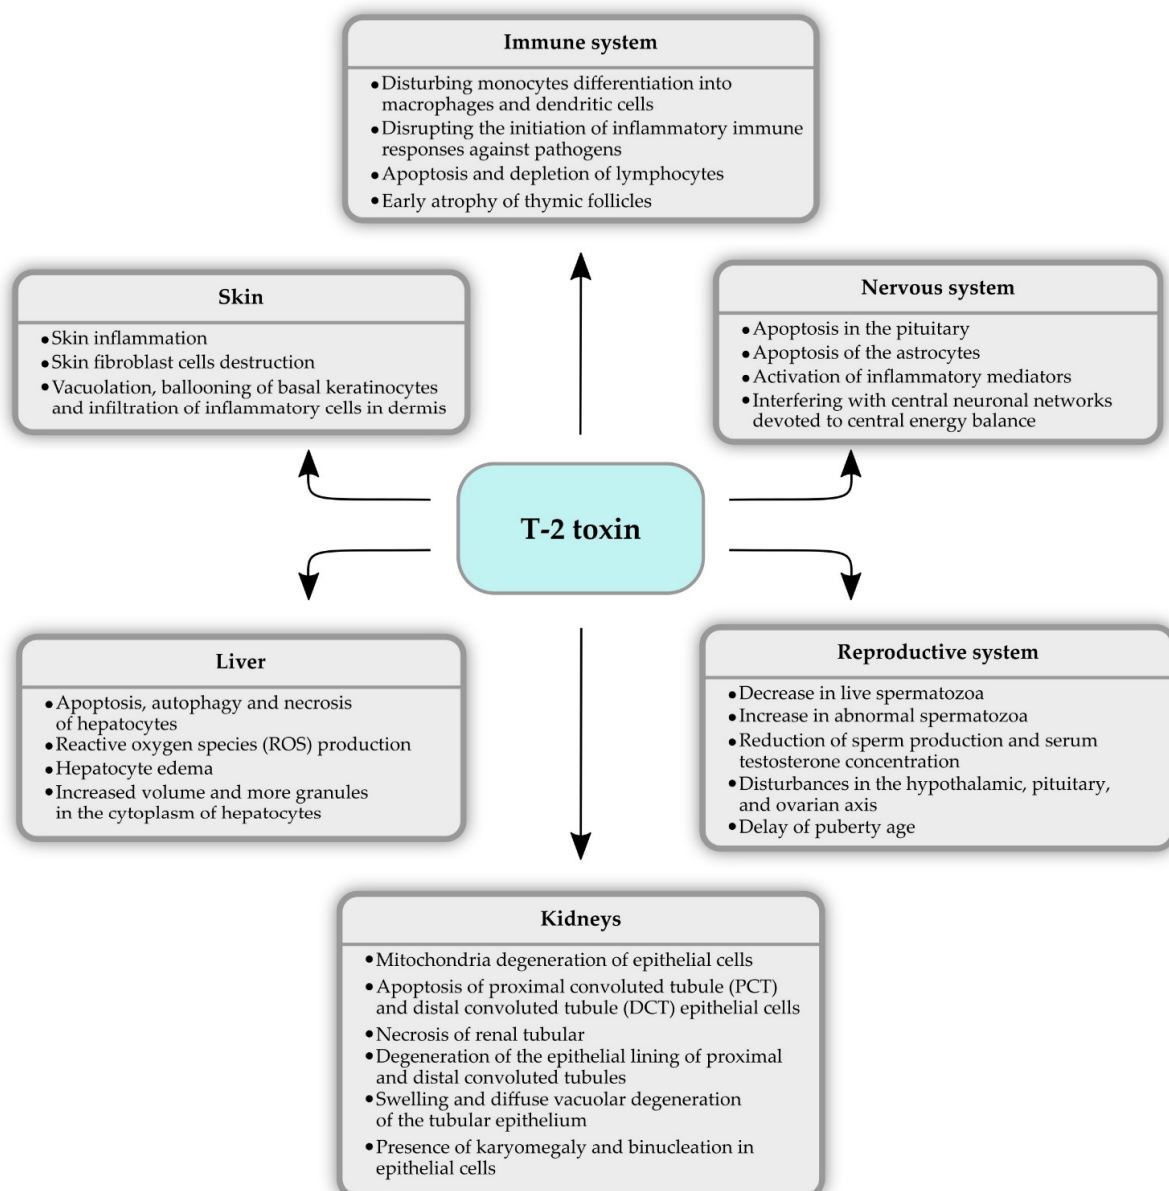 Immune system
•Disturbing monocytes differentiation into
macrophages and dendritic cells
•Disrupting the initiation of inflammatory immune
responses against pathogens
•Apoptosis and depletion of lymphocytes
•Early atrophy of thymic follicles
Skin
•Skin inflammation
•Skin fibroblast cells destruction
•Vacuolation, ballooning of basal keratinocytes
and infiltration of inflammatory cells in dermis
Nervous system
•Apoptosis in the pituitary
•Apoptosis of the astrocytes
•Activation of inflammatory mediators
•Interfering with central neuronal networks
devoted to central energy balance
T-2 toxin
Liver
•Apoptosis, autophagy and necrosis
of hepatocytes
•Reactive oxygen species (ROS) production
•Hepatocyte edema
•Increased volume and more granules
in the cytoplasm of hepatocytes
Reproductive system
•Decrease in live spermatozoa
•Increase in abnormal spermatozoa
•Reduction of sperm production and serum
testosterone concentration
•Disturbances in the hypothalamic, pituitary,
and ovarian axis
•Delay of puberty age
Kidneys
•Mitochondria degeneration of epithelial cells
•Apoptosis of proximal convoluted tubule (PCT)
and distal convoluted tubule (DCT) epithelial cells
•Necrosis of renal tubular
•Degeneration of the epithelial lining of proximal
and distal convoluted tubules
•Swelling and diffuse vacuolar degeneration
of the tubular epithelium
•Presence of karyomegaly and binucleation in
epithelial cells